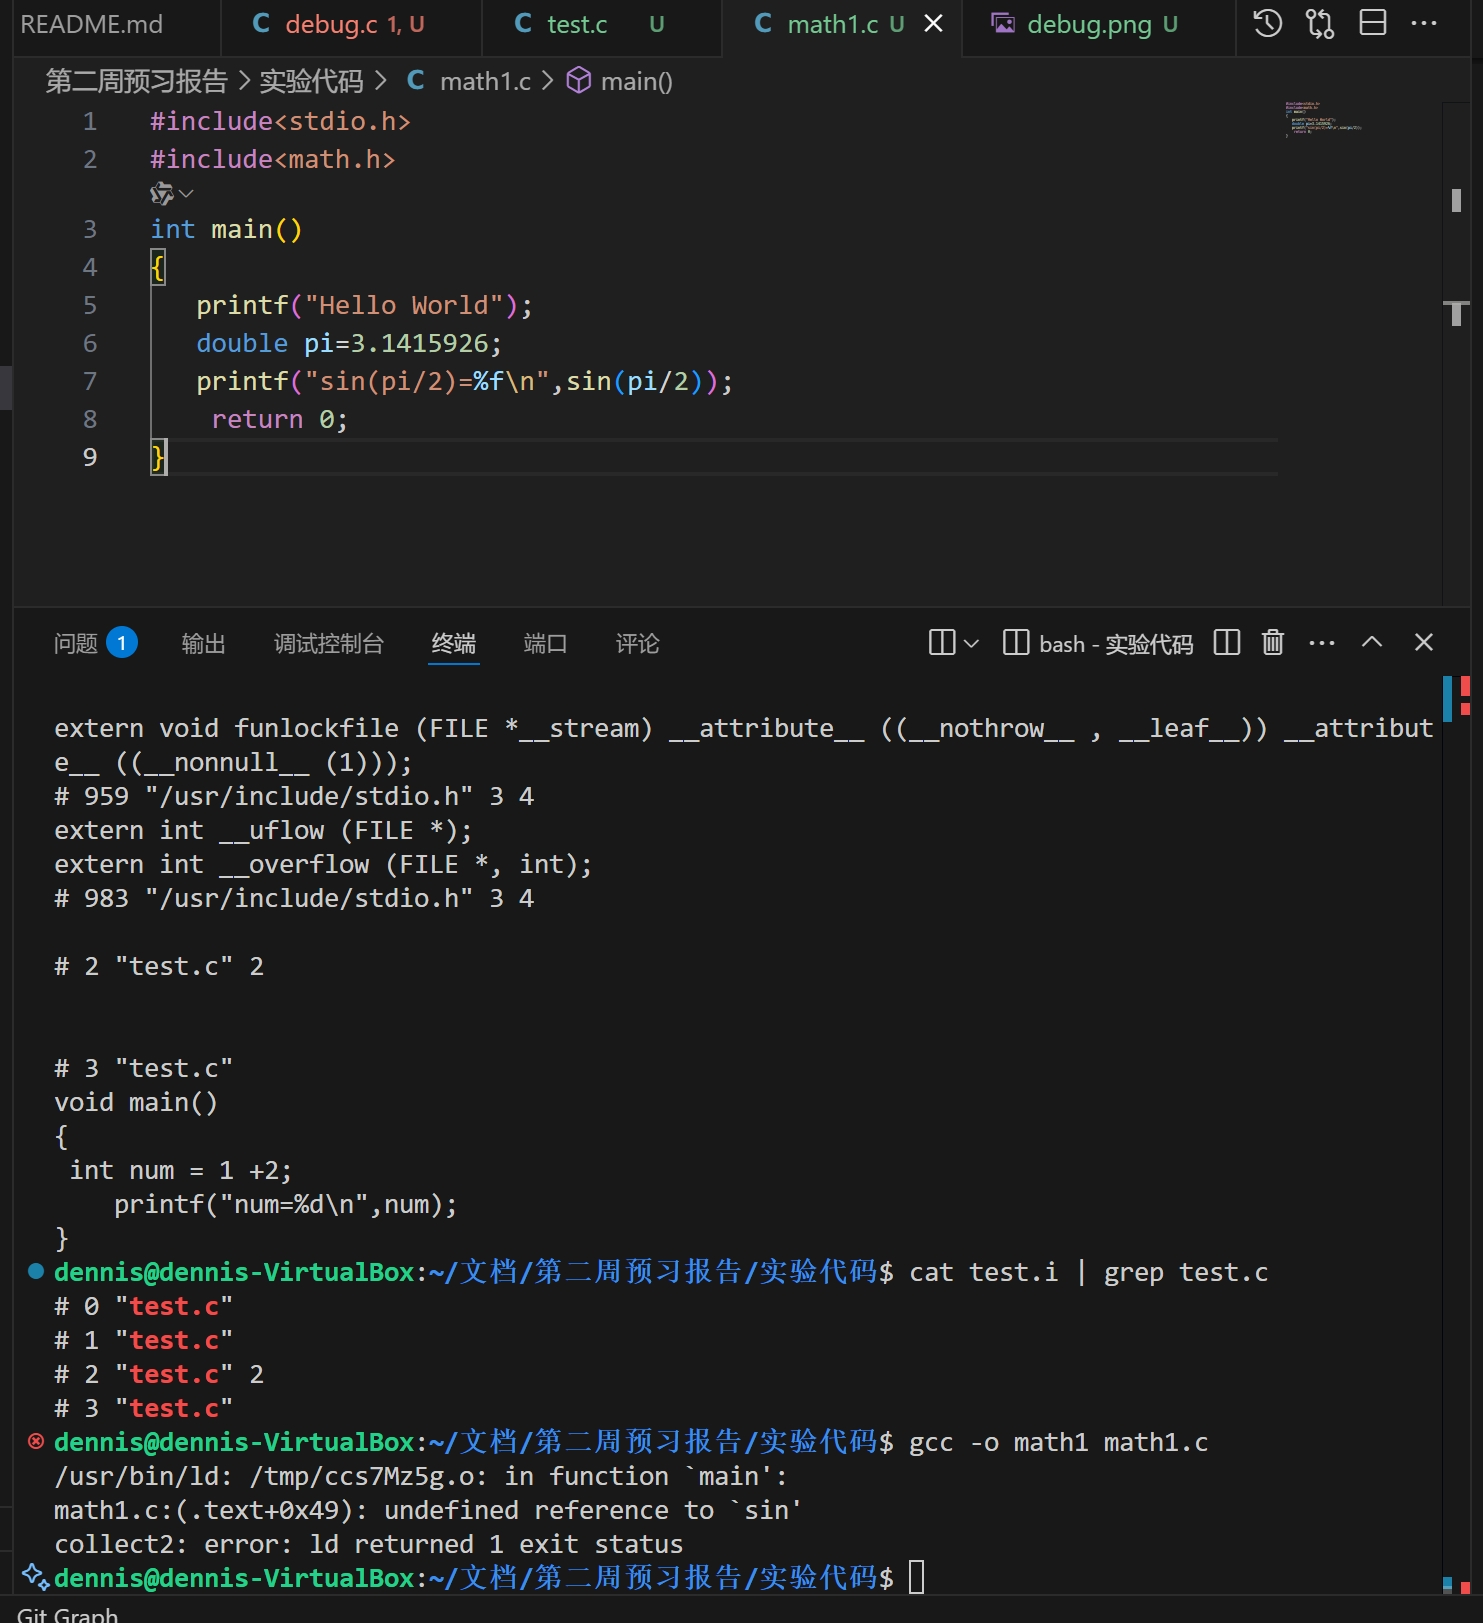 README.md
debug.c 1, U
test.c U
math1.c U
debug.png U
第二周预习报告 > 实验代码 > C math1.c > main()
1 #include<stdio.h>
2 #include<math.h>
3 int main()
4 {
5 printf("Hello World");
6 double pi=3.1415926;
7 printf("sin(pi/2)=%f\n",sin(pi/2));
8 return 0;
9 }
问题 1 输出 调试控制台 终端 端口 评论 bash - 实验代码
extern void funlockfile (FILE *__stream) __attribute__ ((__nothrow__ , __leaf__)) __attribut
e__ ((__nonnull__ (1)));
# 959 "/usr/include/stdio.h" 3 4
extern int __uflow (FILE *);
extern int __overflow (FILE *, int);
# 983 "/usr/include/stdio.h" 3 4
# 2 "test.c" 2
# 3 "test.c"
void main()
{
int num = 1 +2;
printf("num=%d\n",num);
}
dennis@dennis-VirtualBox:~/文档/第二周预习报告/实验代码$ cat test.i | grep test.c
# 0 "test.c"
# 1 "test.c"
# 2 "test.c" 2
# 3 "test.c"
dennis@dennis-VirtualBox:~/文档/第二周预习报告/实验代码$ gcc -o math1 math1.c
/usr/bin/ld: /tmp/ccs7Mz5g.o: in function `main':
math1.c:(.text+0x49): undefined reference to `sin'
collect2: error: ld returned 1 exit status
dennis@dennis-VirtualBox:~/文档/第二周预习报告/实验代码$
Git Graph